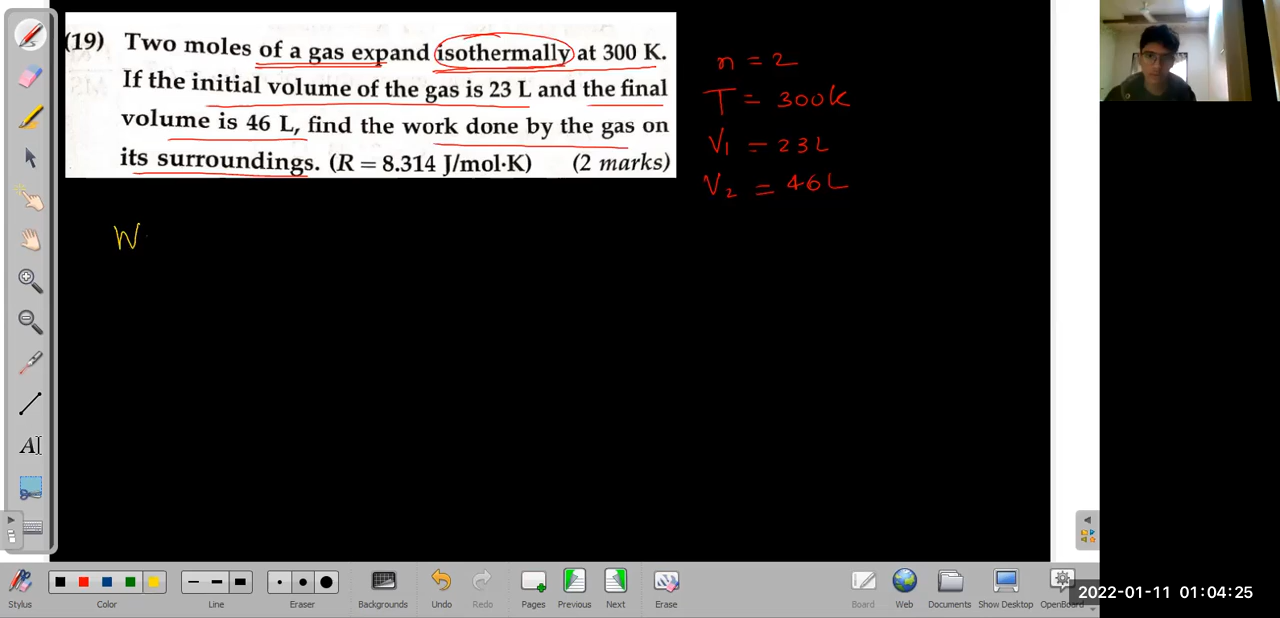 (19) Two moles of a gas expand isothermally at 300 K.
If the initial volume of the gas is 23 L and the final
volume is 46 L, find the work done by the gas on
its surroundings. (R = 8.314 J/mol·K) (2 marks)
n = 2
T = 300K
V1 = 23L
V2 = 46L
W
A
Stylus
Color
Line
Eraser
Backgrounds
Undo
Redo
Pages
Previous
Next
Erase
Board
Web
Documents
Show Desktop
OpenBoard
2022-01-11 01:04:25